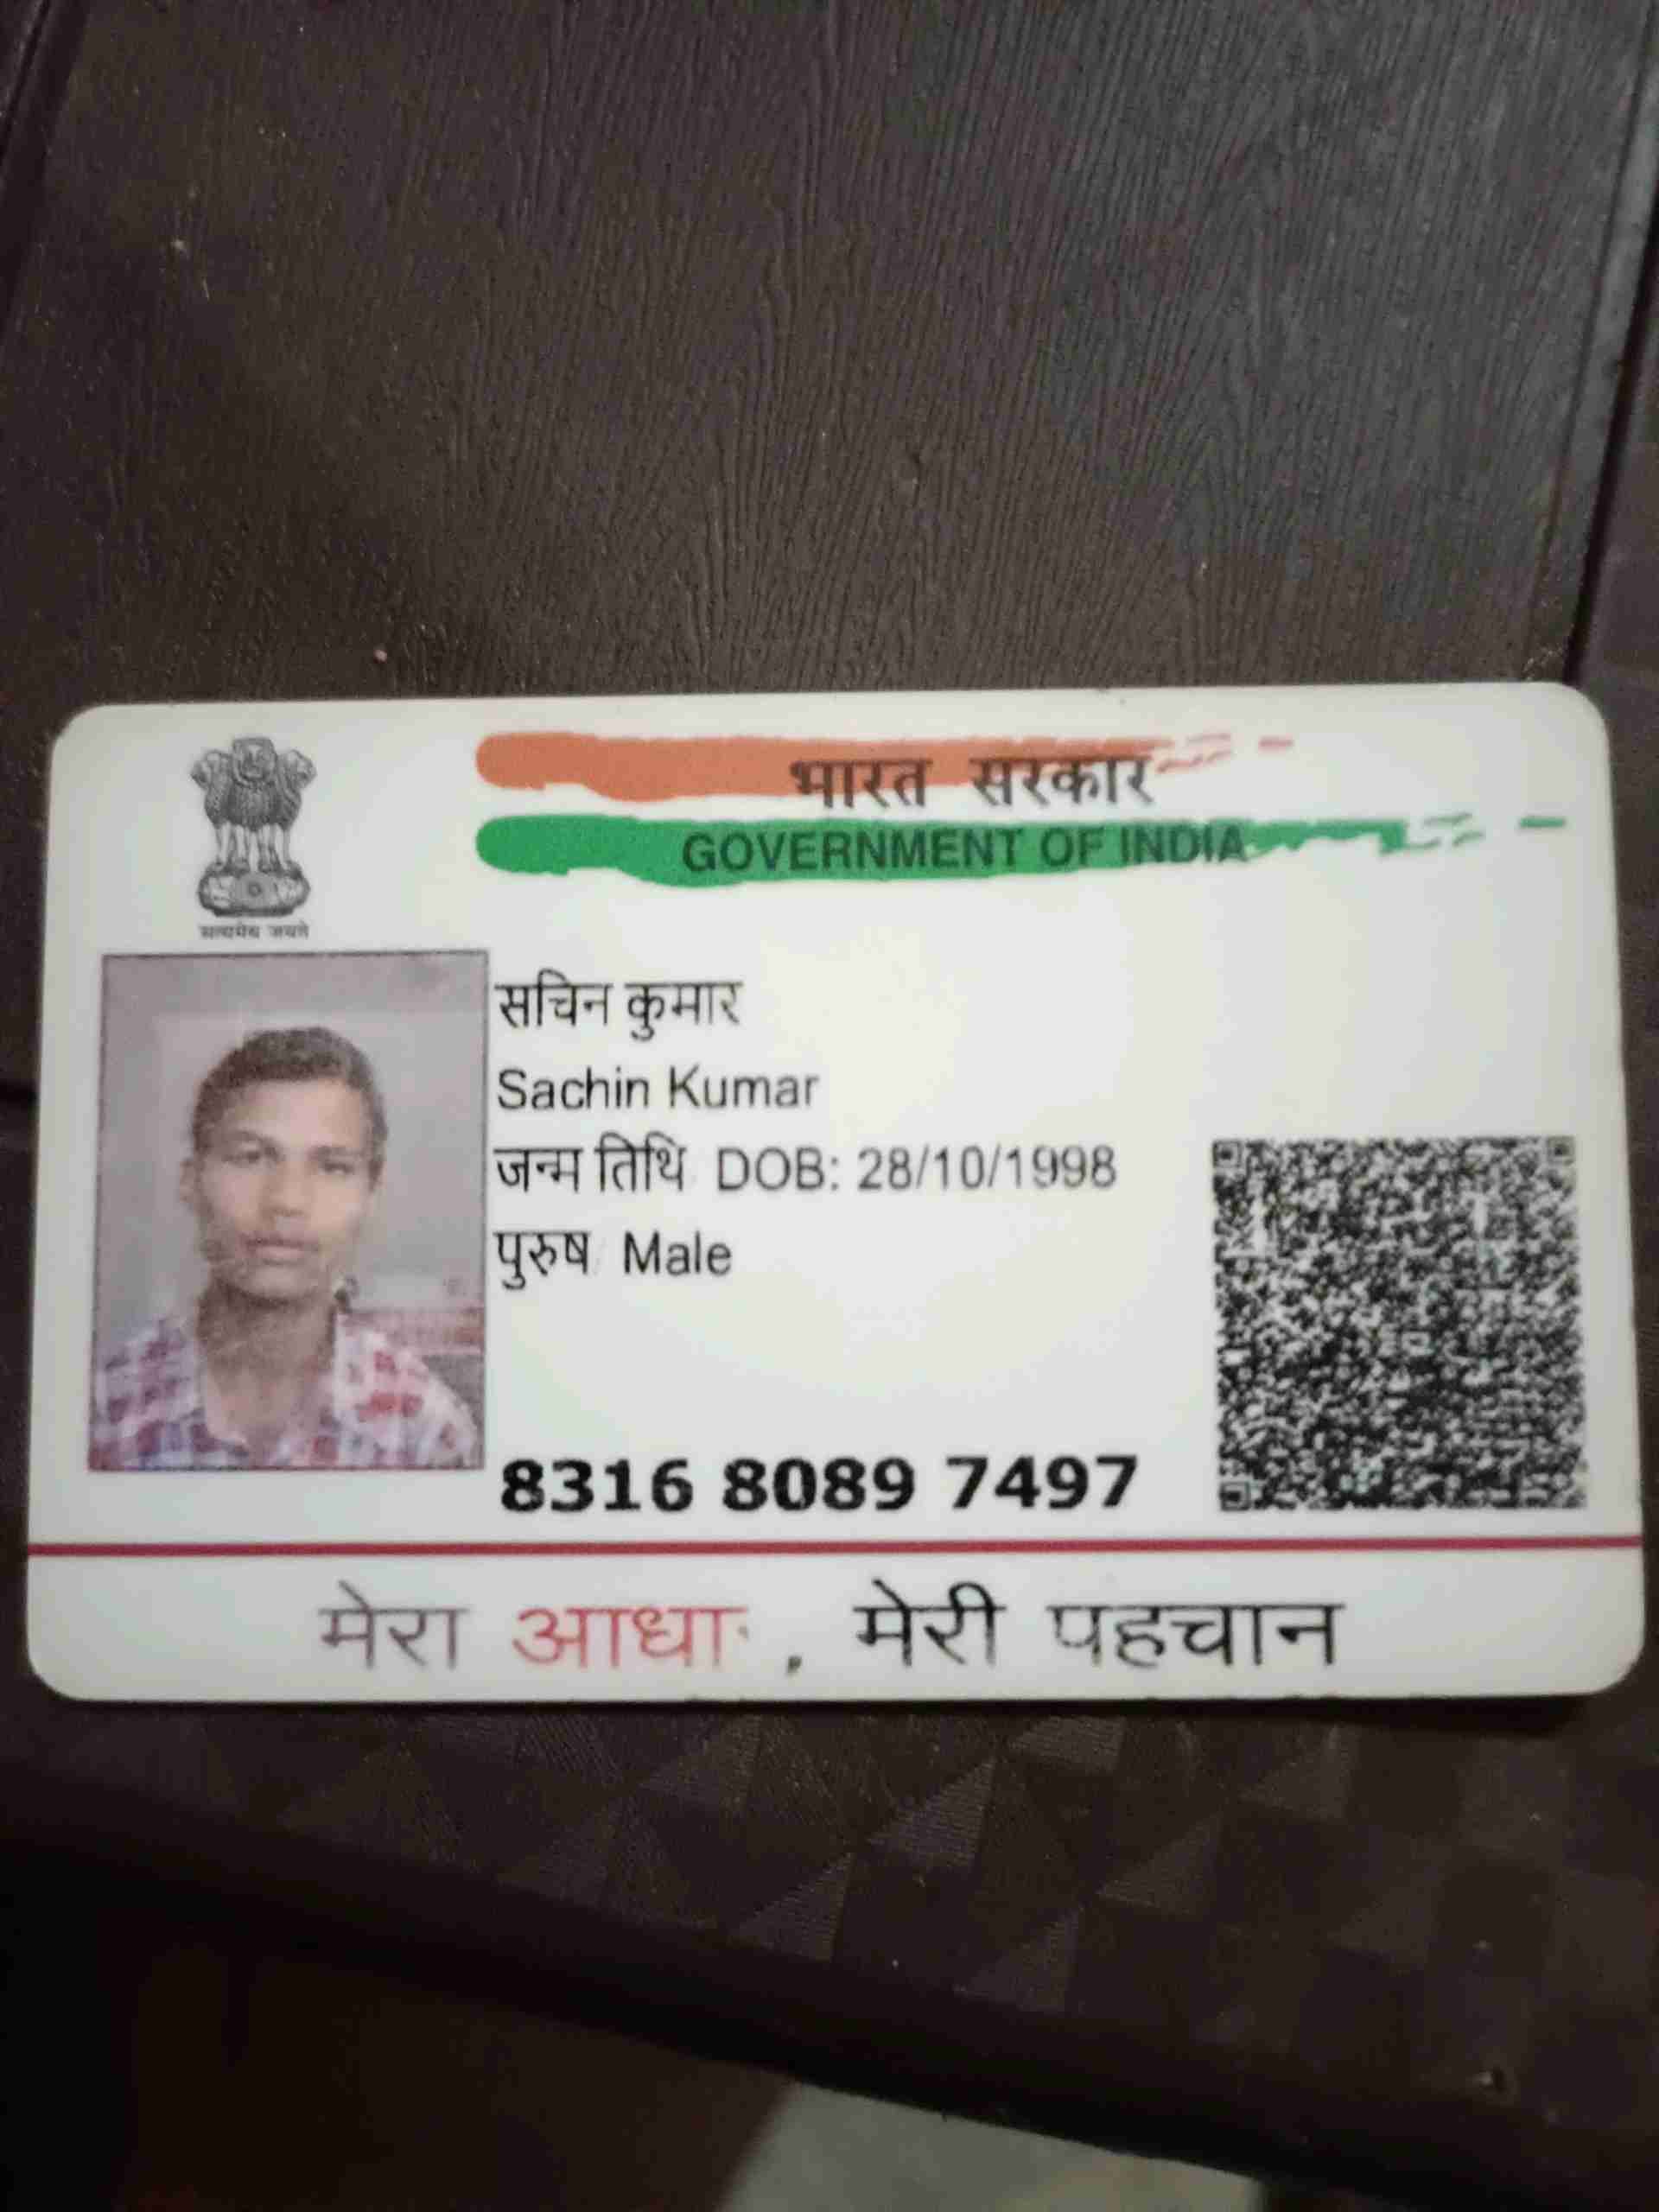 भारत सरकार
GOVERNMENT OF INDIA
सत्यमेव जयते
सचिन कुमार
Sachin Kumar
जन्म तिथि DOB: 28/10/1998
पुरुष Male
8316 8089 7497
मेरा आधार, मेरी पहचान